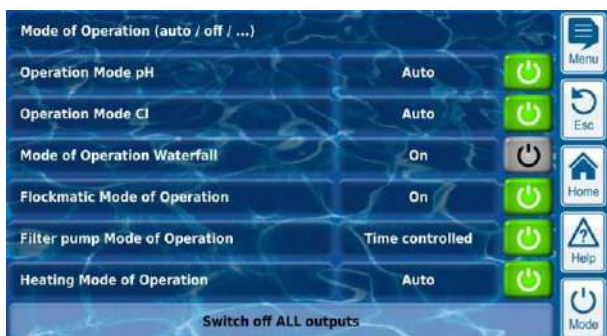 Mode of Operation (auto / off / ...)
Operation Mode pH Auto
Operation Mode Cl Auto
Mode of Operation Waterfall On
Flockmatic Mode of Operation On
Filter pump Mode of Operation Time controlled
Heating Mode of Operation Auto
Switch off ALL outputs
Menu
Esc
Home
Help
Mode